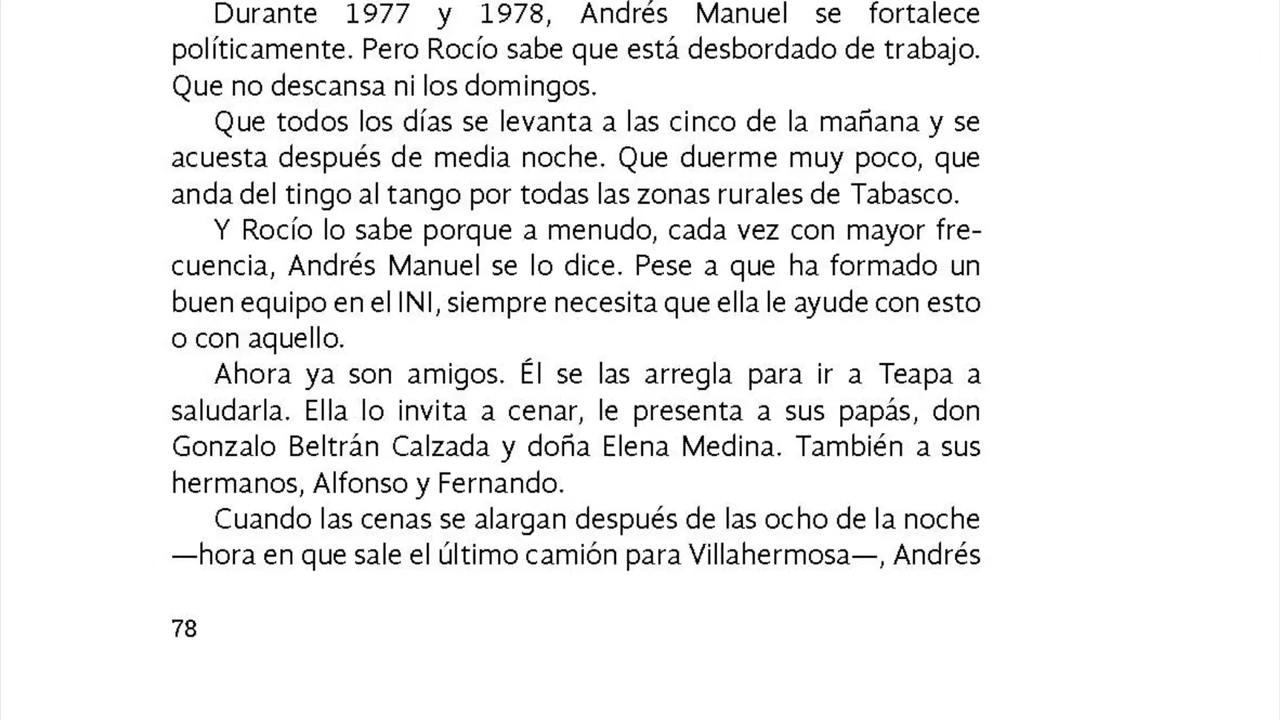 Durante 1977 y 1978, Andrés Manuel se fortalece
políticamente. Pero Rocío sabe que está desbordado de trabajo.
Que no descansa ni los domingos.
Que todos los días se levanta a las cinco de la mañana y se
acuesta después de media noche. Que duerme muy poco, que
anda del tingo al tango por todas las zonas rurales de Tabasco.
Y Rocío lo sabe porque a menudo, cada vez con mayor fre-
cuencia, Andrés Manuel se lo dice. Pese a que ha formado un
buen equipo en el INI, siempre necesita que ella le ayude con esto
o con aquello.
Ahora ya son amigos. Él se las arregla para ir a Teapa a
saludarla. Ella lo invita a cenar, le presenta a sus papás, don
Gonzalo Beltrán Calzada y doña Elena Medina. También a sus
hermanos, Alfonso y Fernando.
Cuando las cenas se alargan después de las ocho de la noche
—hora en que sale el último camión para Villahermosa—, Andrés
78